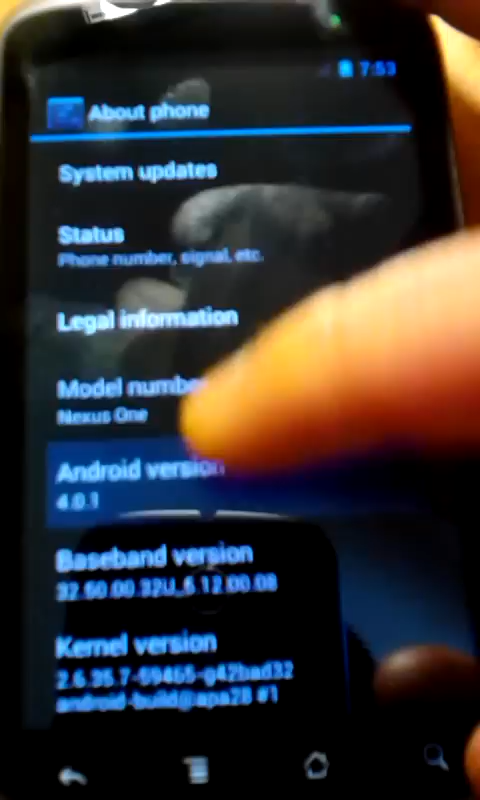 7:53
About phone
System updates
Status
Phone number, signal, etc.
Legal information
Model number
Nexus One
Android version
4.0.1
Baseband version
32.60.00.32U_5.12.00.08
Kernel version
2.6.35.7-59465-g42bad32
android-build@apa28 #1